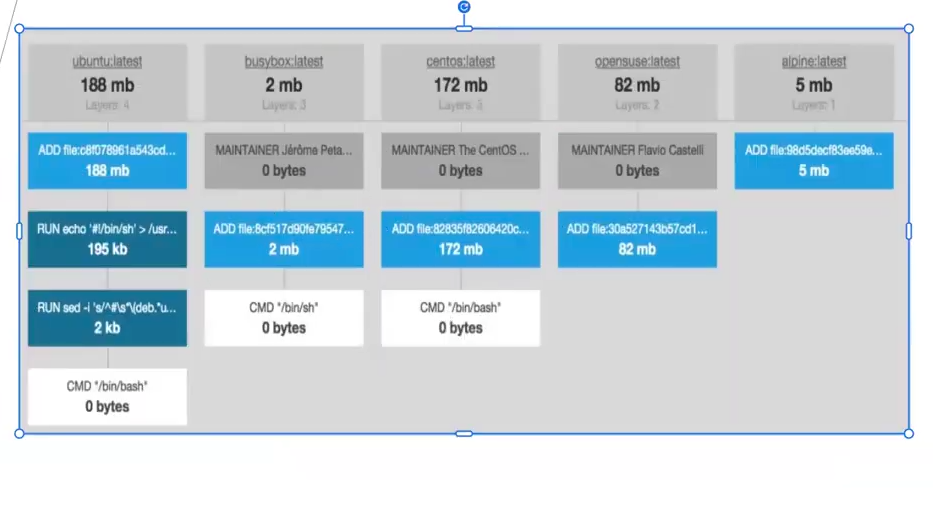 ubuntu:latest
188 mb
Layers: 4
busybox:latest
2 mb
Layers: 3
centos:latest
172 mb
Layers: 3
opensuse:latest
82 mb
Layers: 2
alpine:latest
5 mb
Layers: 1
ADD file:c8f078961a543cd...
188 mb
MAINTAINER Jérôme Peta...
0 bytes
MAINTAINER The CentOS ...
0 bytes
MAINTAINER Flavio Castelli
0 bytes
ADD file:98d5decf83ee59e...
5 mb
RUN echo '#!/bin/sh' > /usr...
195 kb
ADD file:8cf517d90fe79547...
2 mb
ADD file:82835f82606420c...
172 mb
ADD file:30a527143b57cd1...
82 mb
RUN sed -i 's/^#\s*\(deb.*u...
2 kb
CMD "/bin/sh"
0 bytes
CMD "/bin/bash"
0 bytes
CMD "/bin/bash"
0 bytes